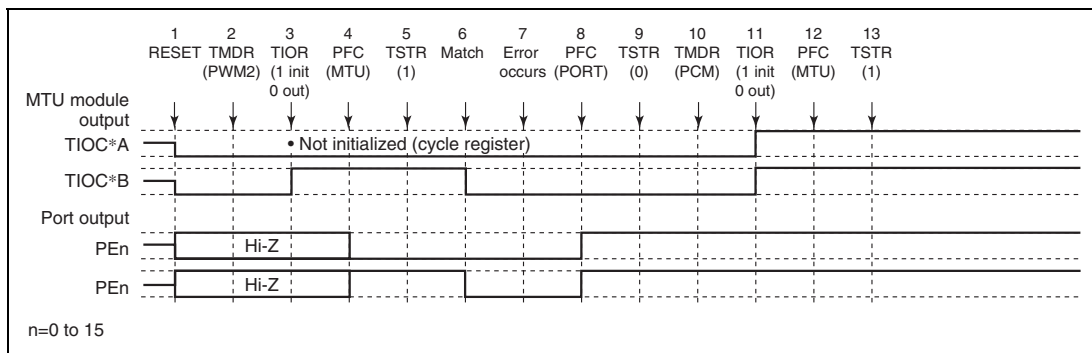 1 2 3 4 5 6 7 8 9 10 11 12 13
RESET TMDR TIOR PFC TSTR Match Error PFC TSTR TMDR TIOR PFC TSTR
(PWM2) (1 init (MTU) (1) occurs (PORT) (0) (PCM) (1 init (MTU) (1)
0 out) 0 out)
MTU module
output
TIOC*A
• Not initialized (cycle register)
TIOC*B
Port output
PEn
Hi-Z
PEn
Hi-Z
n=0 to 15